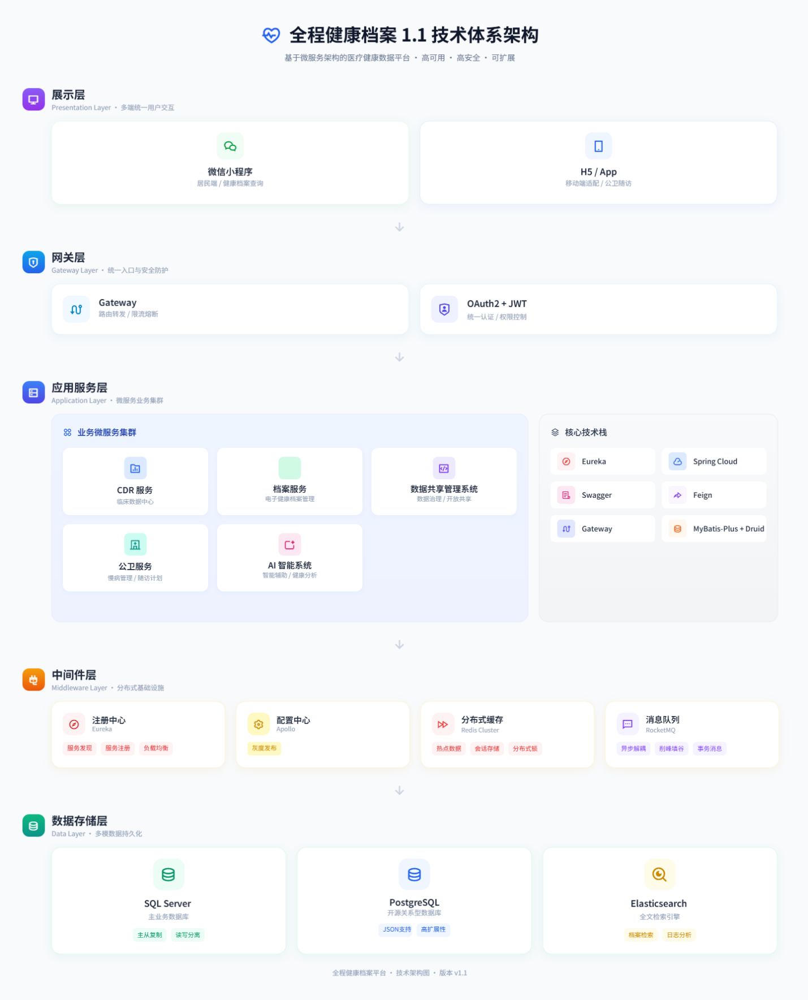 全程健康档案 1.1 技术体系架构
基于微服务架构的医疗健康数据平台 • 高可用 • 高安全 • 可扩展
展示层
Presentation Layer • 多端统一用户交互
微信小程序
居民端 / 健康档案查询
H5 / App
移动端适配 / 公卫随访
网关层
Gateway Layer • 统一入口与安全防护
Gateway
路由转发 / 限流熔断
OAuth2 + JWT
统一认证 / 权限控制
应用服务层
Application Layer • 微服务业务集群
业务微服务集群
CDR 服务
临床数据中心
档案服务
电子健康档案管理
数据共享管理系统
数据治理 / 开放共享
公卫服务
慢病管理 / 随访计划
AI 智能系统
智能辅助 / 健康分析
核心技术栈
Eureka
Spring Cloud
Swagger
Feign
Gateway
MyBatis-Plus + Druid
中间件层
Middleware Layer • 分布式基础设施
注册中心
Eureka
服务发现 服务注册 负载均衡
配置中心
Apollo
灰度发布
分布式缓存
Redis Cluster
热点数据 会话存储 分布式锁
消息队列
RocketMQ
异步解耦 削峰填谷 事务消息
数据存储层
Data Layer • 多模数据持久化
SQL Server
主业务数据库
主从复制 读写分离
PostgreSQL
开源关系型数据库
JSON支持 高扩展性
Elasticsearch
全文检索引擎
档案检索 日志分析
全程健康档案平台 • 技术架构图 • 版本 v1.1